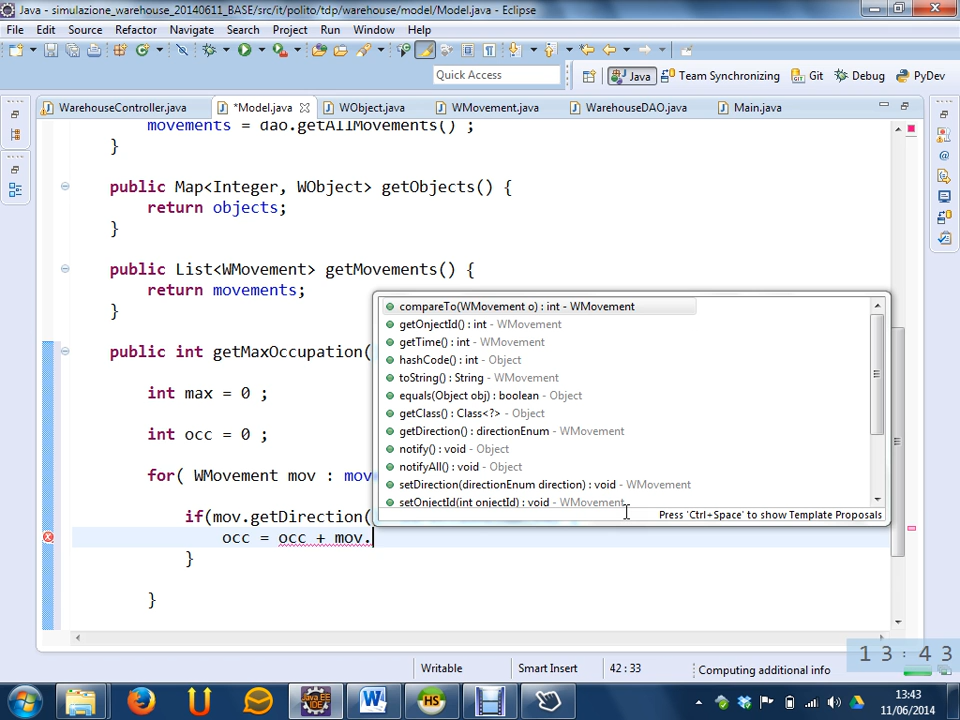 Java - simulazione_warehouse_20140611_BASE/src/it/polito/tdp/warehouse/model/Model.java - Eclipse
File Edit Source Refactor Navigate Search Project Run Window Help
Quick Access
Java Team Synchronizing Git Debug PyDev
WarehouseController.java *Model.java WObject.java WMovement.java WarehouseDAO.java Main.java
movements = dao.getAllMovements() ;
}
public Map<Integer, WObject> getObjects() {
return objects;
}
public List<WMovement> getMovements() {
return movements;
}
public int getMaxOccupation(
int max = 0 ;
int occ = 0 ;
for( WMovement mov : mov
if(mov.getDirection(
occ = occ + mov.
}
}
compareTo(WMovement o) : int - WMovement
getOnjectId() : int - WMovement
getTime() : int - WMovement
hashCode() : int - Object
toString() : String - WMovement
equals(Object obj) : boolean - Object
getClass() : Class<?> - Object
getDirection() : directionEnum - WMovement
notify() : void - Object
notifyAll() : void - Object
setDirection(directionEnum direction) : void - WMovement
setOnjectId(int onjectId) : void - WMovement
Press 'Ctrl+Space' to show Template Proposals
Writable Smart Insert 42 : 33 Computing additional info
13:43
13:43
11/06/2014